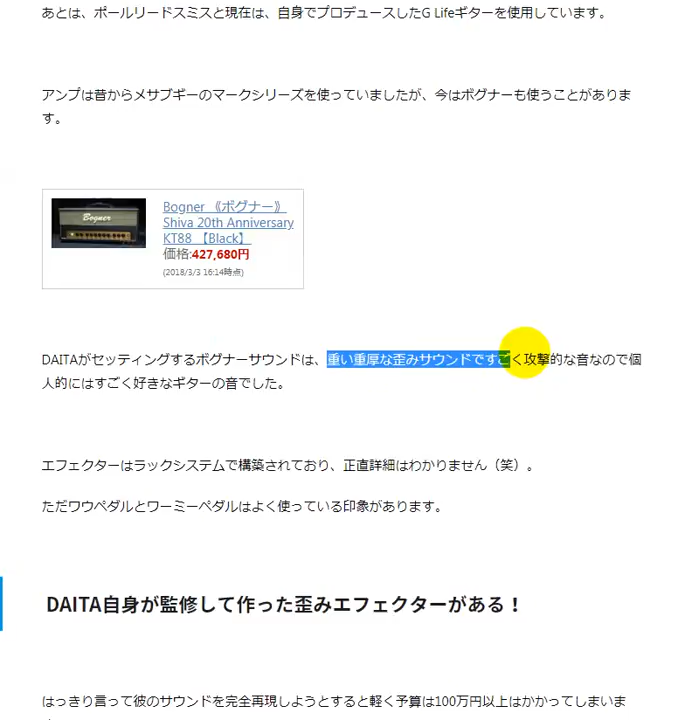 あとは、ポールリードスミスと現在は、自身でプロデュースしたG Lifeギターを使用しています。
アンプは昔からメサブギーのマークシリーズを使っていましたが、今はボグナーも使うことがありま
す。
Bogner
Bogner 《ボグナー》
Shiva 20th Anniversary
KT88 【Black】
価格:427,680円
(2018/3/3 16:14時点)
DAITAがセッティングするボグナーサウンドは、重い重厚な歪みサウンドですごく攻撃的な音なので個
人的にはすごく好きなギターの音でした。
エフェクターはラックシステムで構築されており、正直詳細はわかりません（笑）。
ただワウペダルとワーミーペダルはよく使っている印象があります。
DAITA自身が監修して作った歪みエフェクターがある！
はっきり言って彼のサウンドを完全再現しようとすると軽く予算は100万円以上はかかってしまいま